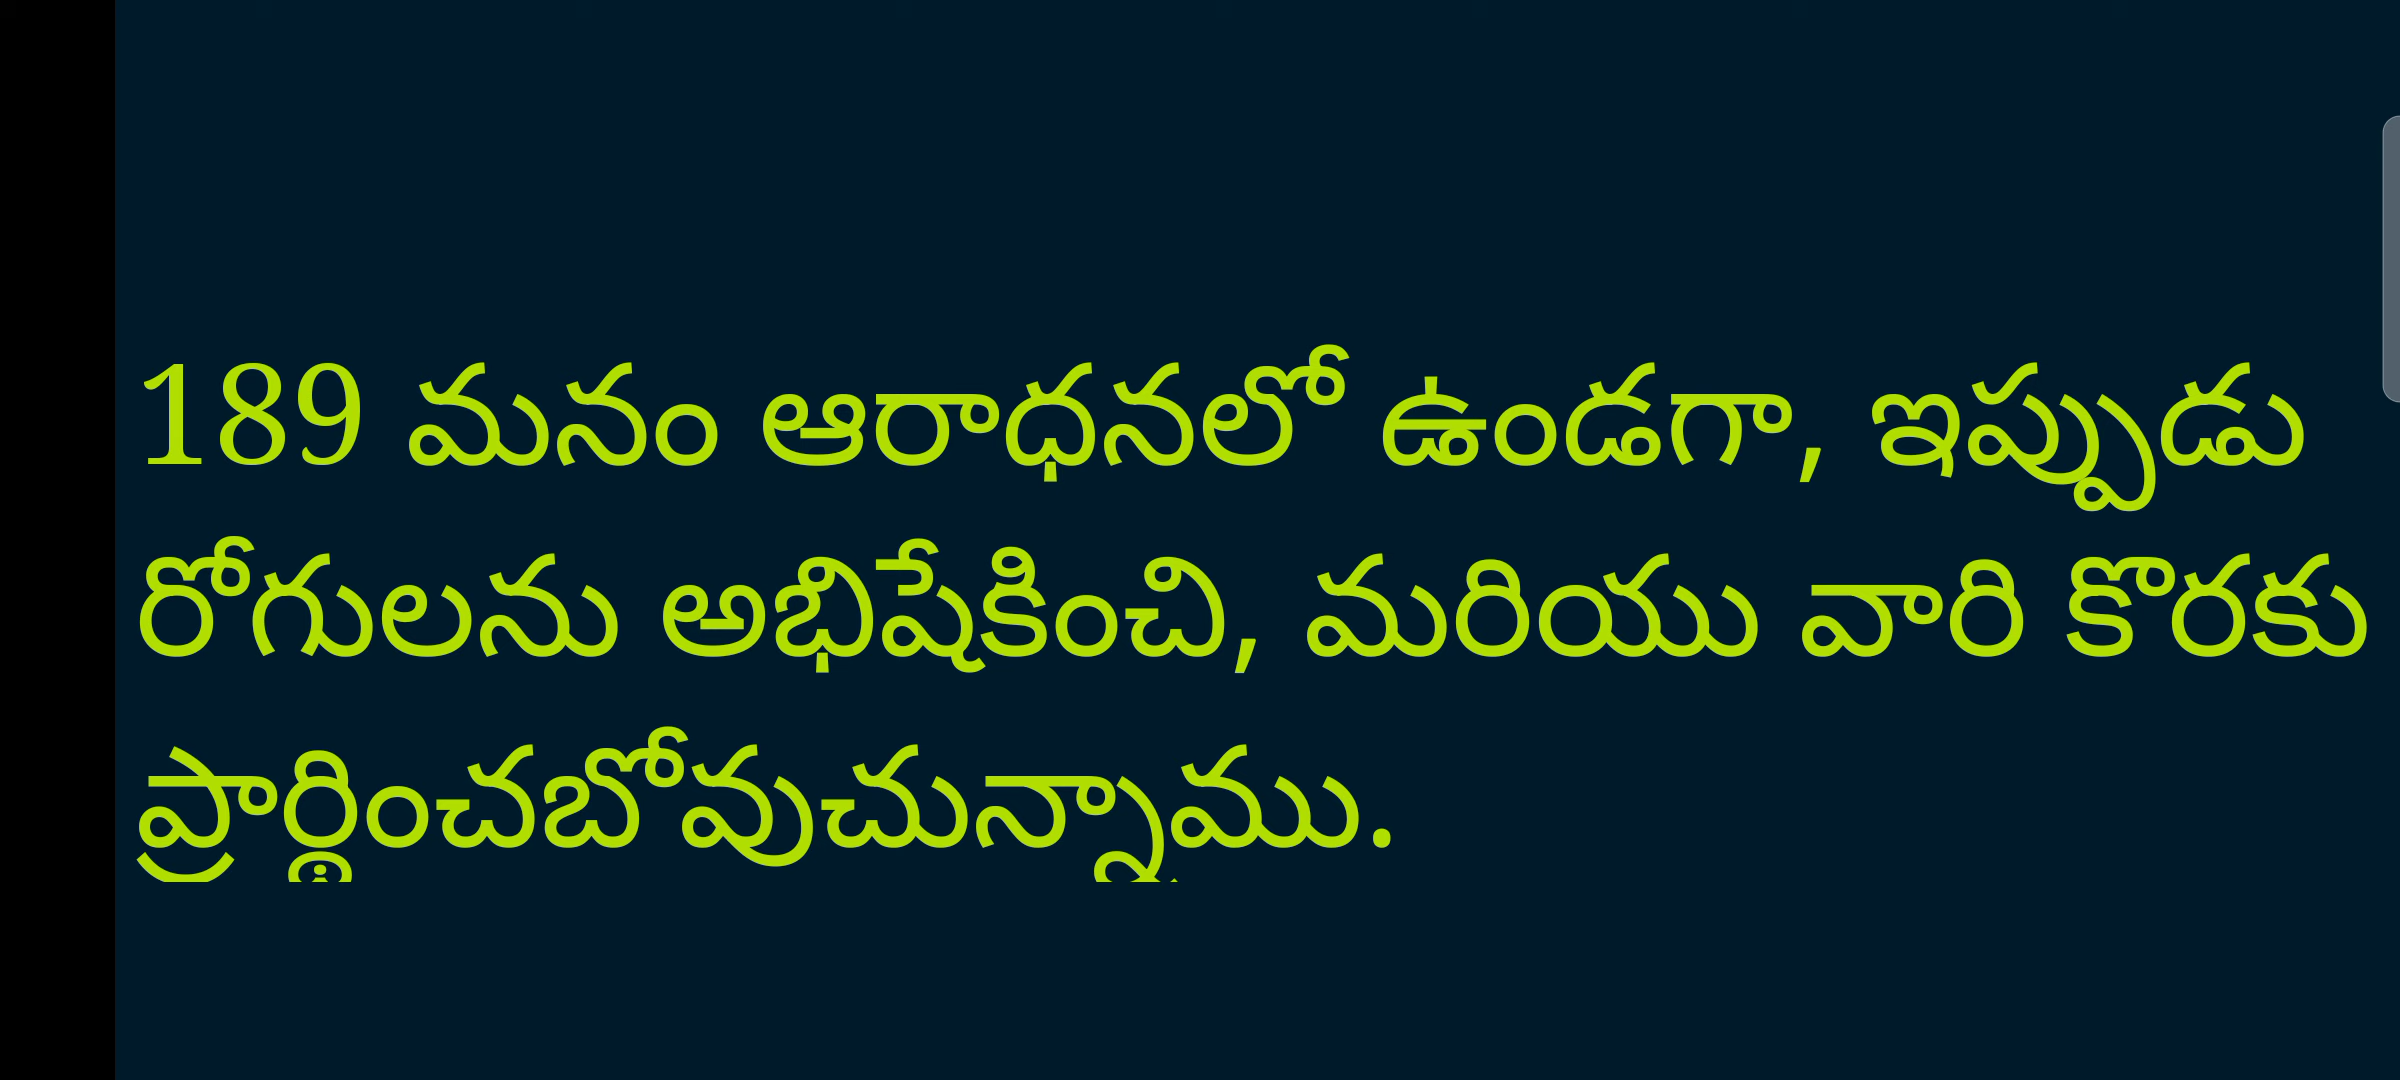 189 మనం ఆరాధనలో ఉండగా, ఇప్పుడు
రోగులను అభిషేకించి, మరియు వారి కొరకు
ప్రార్థించబోవుచున్నాము.